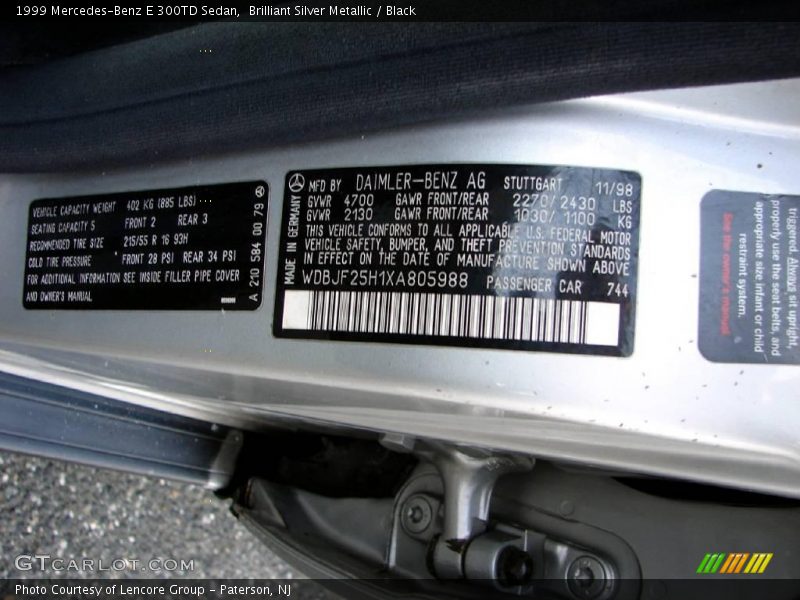 1999 Mercedes-Benz E 300TD Sedan, Brilliant Silver Metallic / Black
VEHICLE CAPACITY WEIGHT 402 KG (885 LBS)
SEATING CAPACITY 5 FRONT 2 REAR 3
RECOMMENDED TIRE SIZE 215/55 R 16 93H
COLD TIRE PRESSURE FRONT 28 PSI REAR 34 PSI
FOR ADDITIONAL INFORMATION SEE INSIDE FILLER PIPE COVER
AND OWNER'S MANUAL
A 210 584 00 79
MADE IN GERMANY
MFD BY DAIMLER-BENZ AG STUTTGART 11/98
GVWR 4700 GAWR FRONT/REAR 2270/2430 LBS
GVWR 2130 GAWR FRONT/REAR 1030/1100 KG
THIS VEHICLE CONFORMS TO ALL APPLICABLE U.S. FEDERAL MOTOR
VEHICLE SAFETY, BUMPER, AND THEFT PREVENTION STANDARDS
IN EFFECT ON THE DATE OF MANUFACTURE SHOWN ABOVE
WDBJF25H1XA805988 PASSENGER CAR 744
triggered. Always sit upright,
properly use the seat belts, and
appropriate size infant or child
restraint system.
See the owner's manual
GTCARLOT.COM
Photo Courtesy of Lencore Group - Paterson, NJ